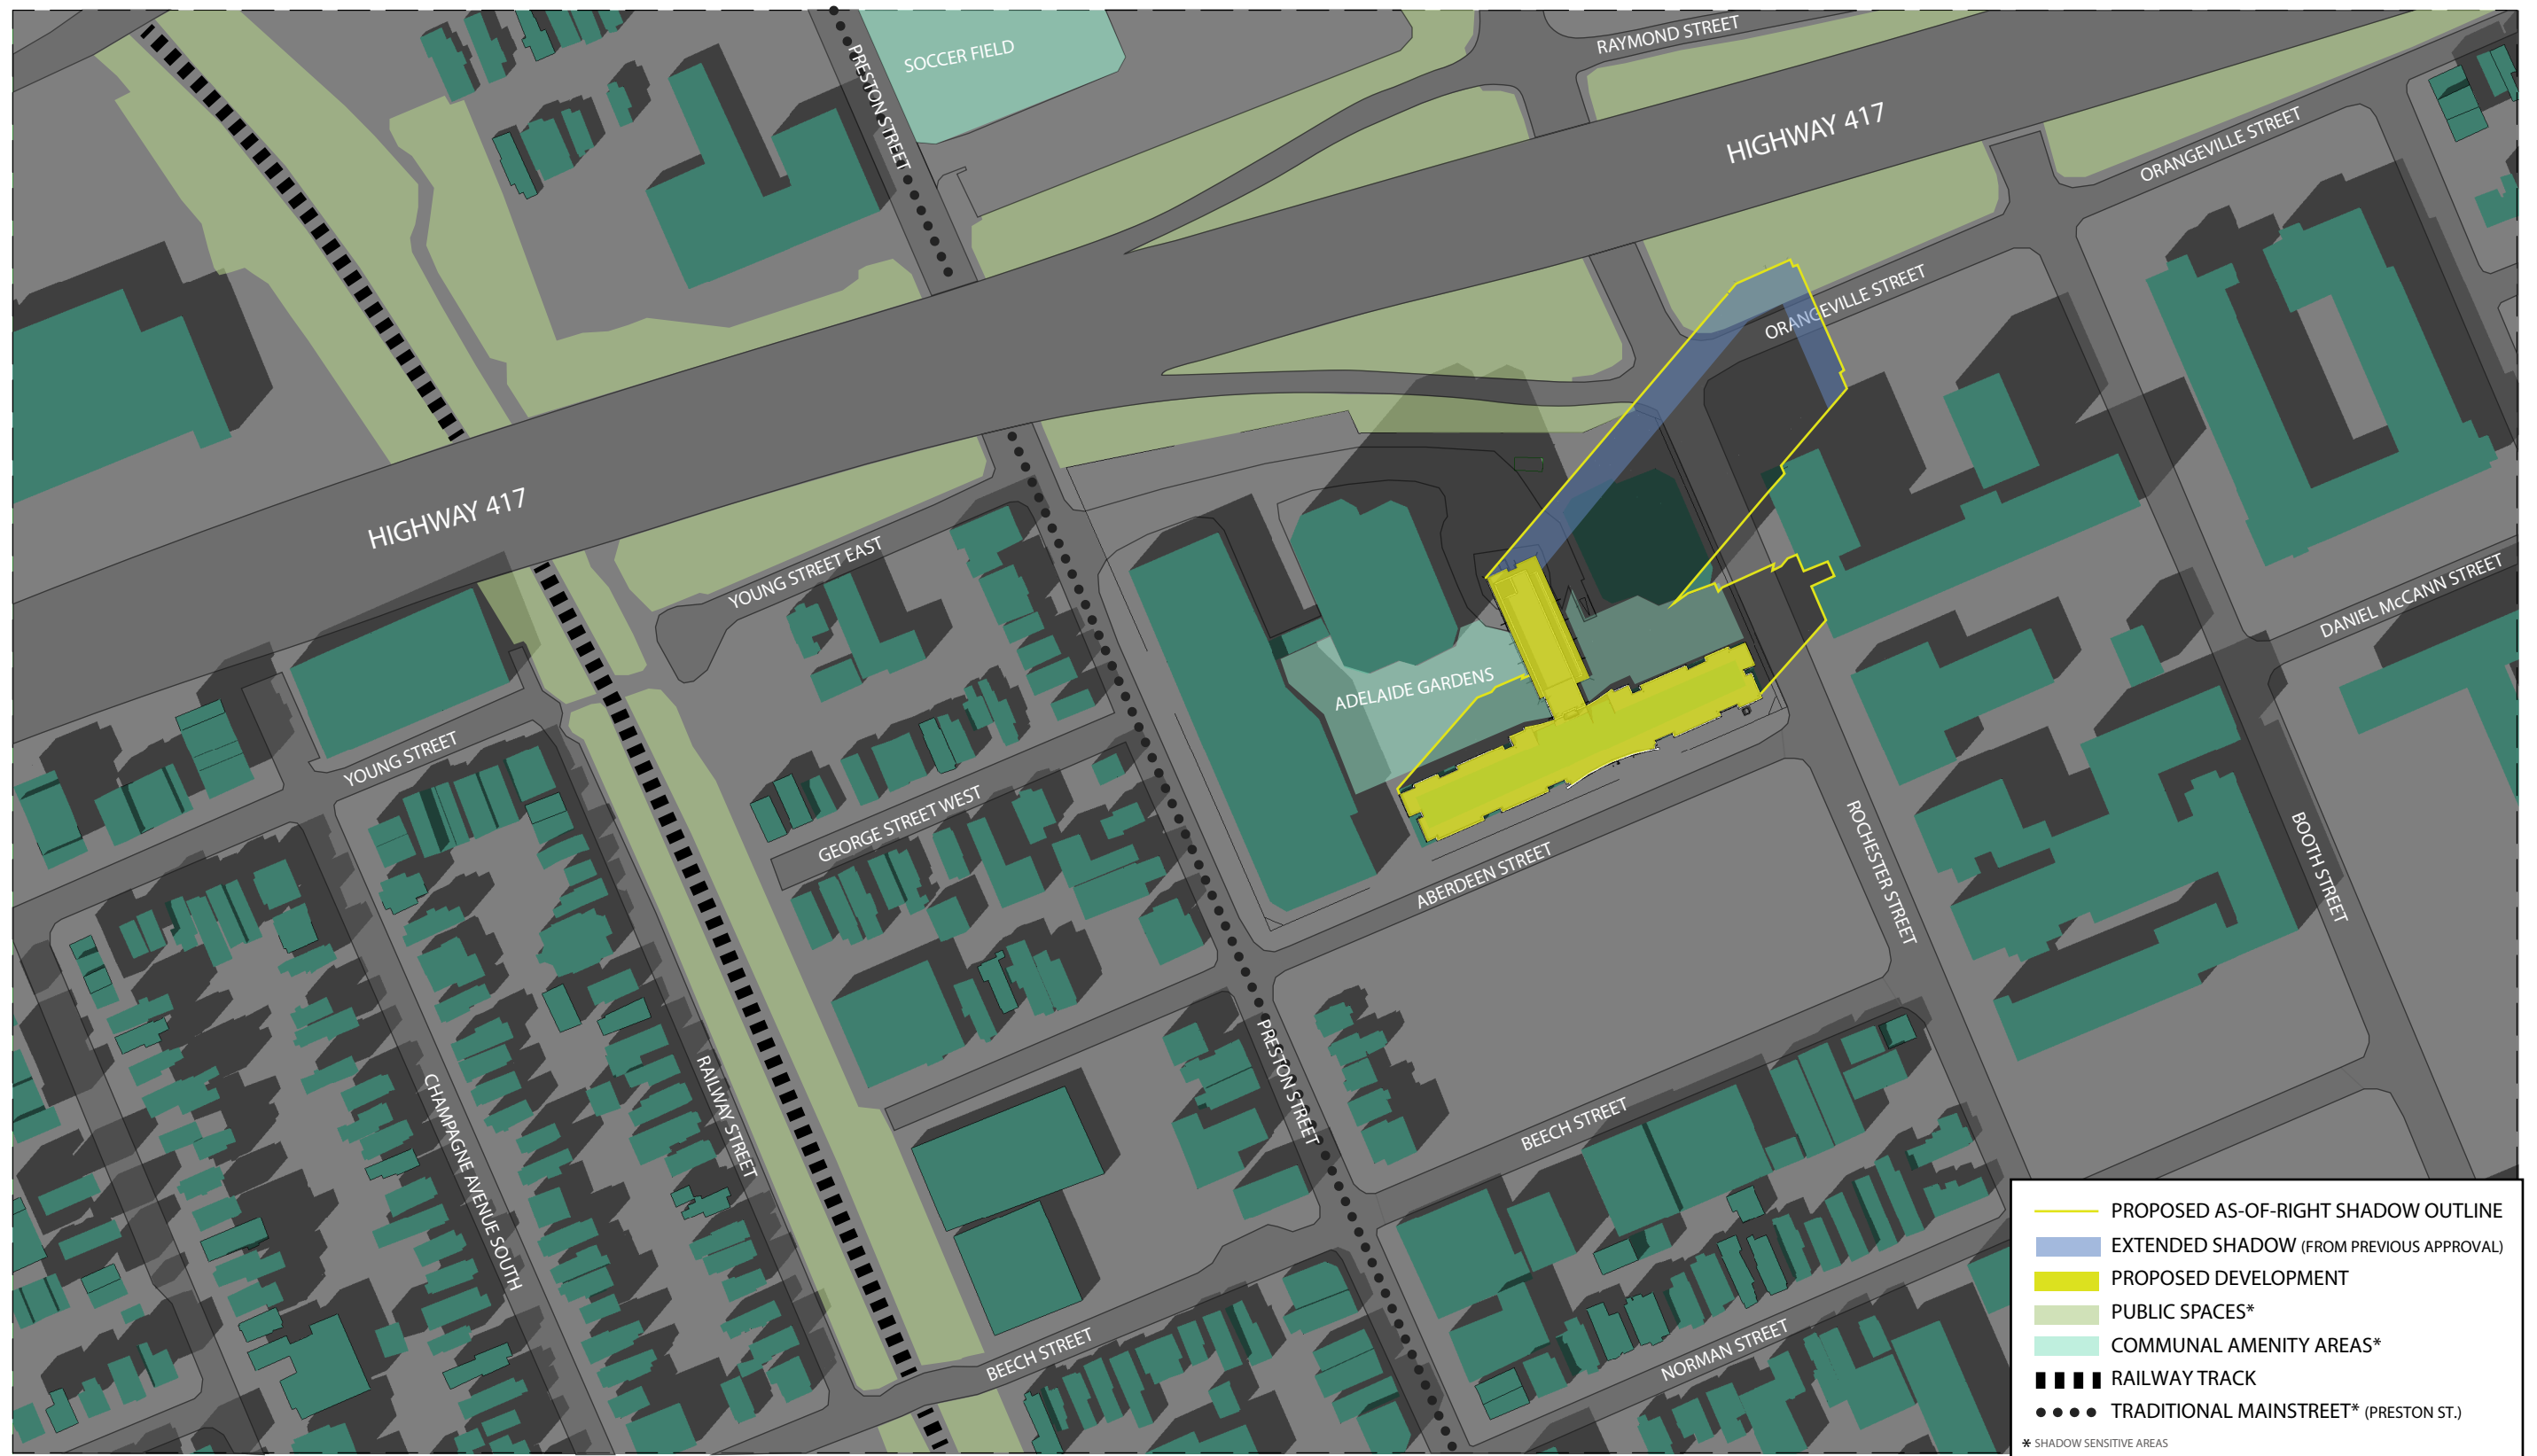 RAYMOND STREET
SOCCER FIELD
PRESTON STREET
HIGHWAY 417
ORANGEVILLE STREET
ORANGEVILLE STREET
HIGHWAY 417
YOUNG STREET EAST
DANIEL McCANN STREET
ADELAIDE GARDENS
YOUNG STREET
GEORGE STREET WEST
ROCHESTER STREET
BOOTH STREET
ABERDEEN STREET
PRESTON STREET
RAILWAY STREET
CHAMPAGNE AVENUE SOUTH
BEECH STREET
BEECH STREET
NORMAN STREET
PROPOSED AS-OF-RIGHT SHADOW OUTLINE
EXTENDED SHADOW (FROM PREVIOUS APPROVAL)
PROPOSED DEVELOPMENT
PUBLIC SPACES*
COMMUNAL AMENITY AREAS*
RAILWAY TRACK
TRADITIONAL MAINSTREET* (PRESTON ST.)
* SHADOW SENSITIVE AREAS